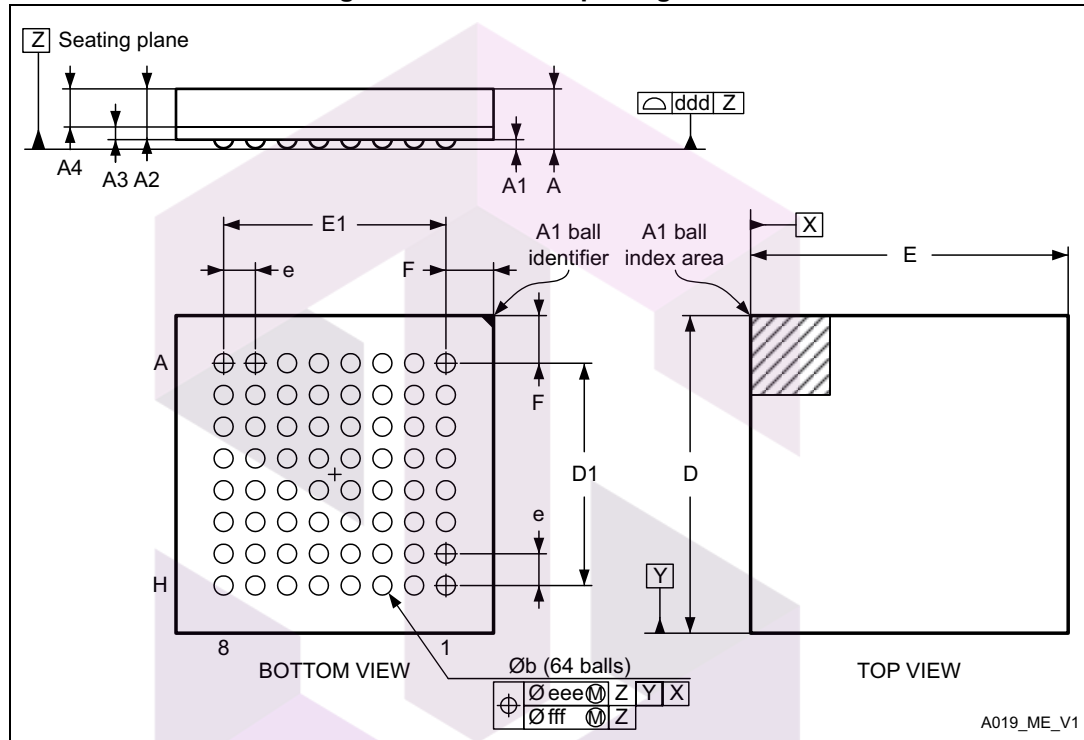 Z Seating plane
ddd Z
A4
A3 A2
A1 A
E1
e
F
A1 ball
identifier
A1 ball
index area
X
E
A
F
D1
D
e
H
Y
8
1
BOTTOM VIEW
Øb (64 balls)
TOP VIEW
Ø eee Ⓜ Z Y X
Ø fff Ⓜ Z
A019_ME_V1